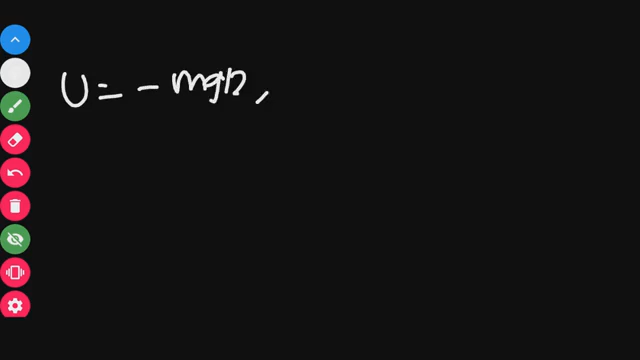 U = - mgh,